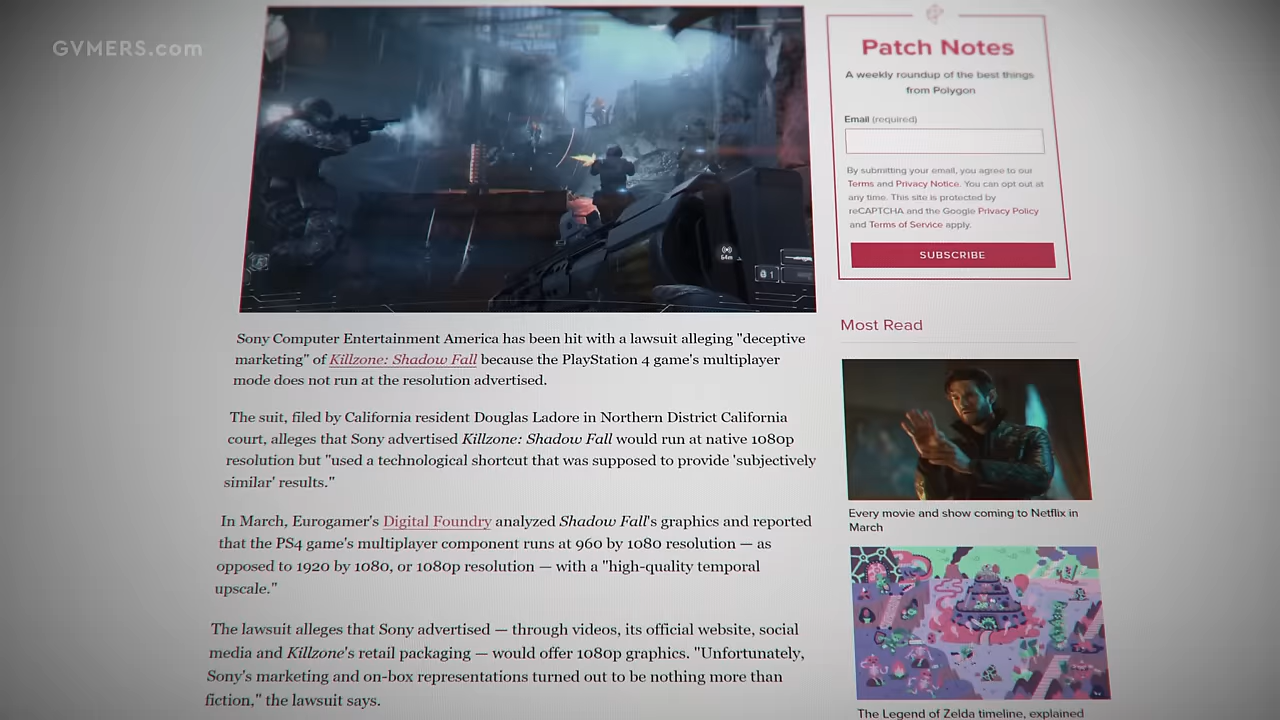 GVMERS.com
64m
1
Sony Computer Entertainment America has been hit with a lawsuit alleging "deceptive
marketing" of Killzone: Shadow Fall because the PlayStation 4 game's multiplayer
mode does not run at the resolution advertised.
The suit, filed by California resident Douglas Ladore in Northern District California
court, alleges that Sony advertised Killzone: Shadow Fall would run at native 1080p
resolution but "used a technological shortcut that was supposed to provide 'subjectively
similar' results."
In March, Eurogamer's Digital Foundry analyzed Shadow Fall's graphics and reported
that the PS4 game's multiplayer component runs at 960 by 1080 resolution — as
opposed to 1920 by 1080, or 1080p resolution — with a "high-quality temporal
upscale."
The lawsuit alleges that Sony advertised — through videos, its official website, social
media and Killzone's retail packaging — would offer 1080p graphics. "Unfortunately,
Sony's marketing and on-box representations turned out to be nothing more than
fiction," the lawsuit says.
Patch Notes
A weekly roundup of the best things
from Polygon
Email (required)
By submitting your email, you agree to our
Terms and Privacy Notice. You can opt out at
any time. This site is protected by
reCAPTCHA and the Google Privacy Policy
and Terms of Service apply.
SUBSCRIBE
Most Read
Every movie and show coming to Netflix in
March
The Legend of Zelda timeline, explained